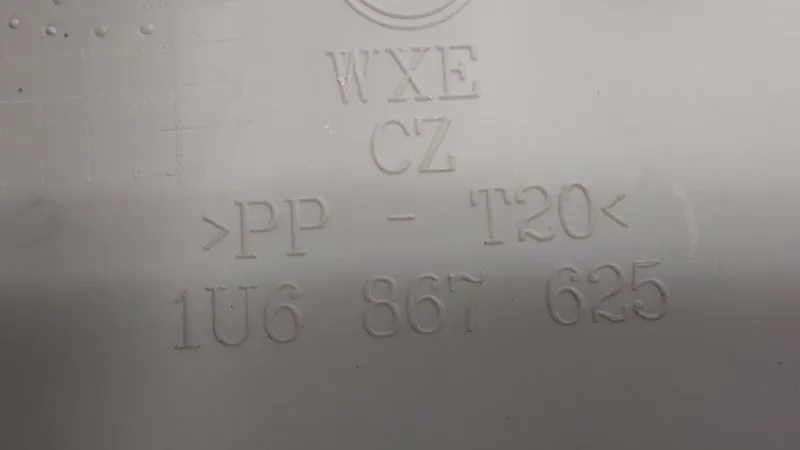 WXE
CZ
>PP - T20<
1U6 867 625